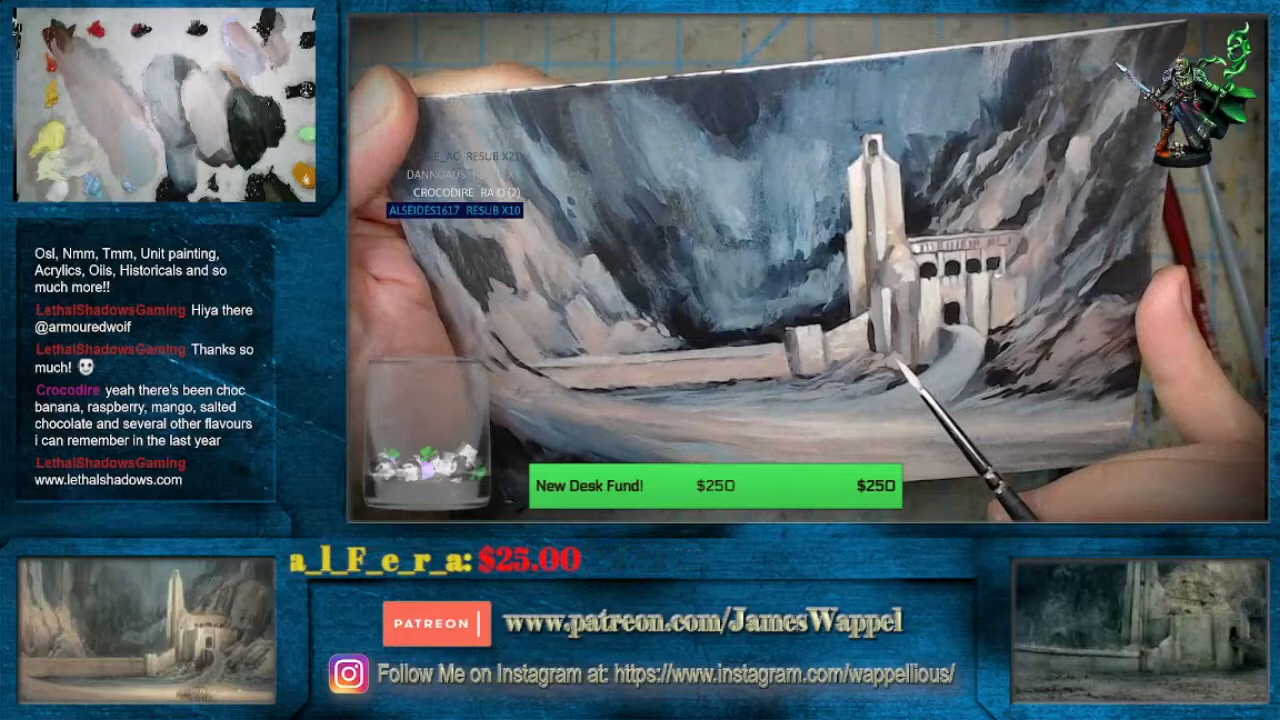 RESUB X21
CROCODIRE RAID (2)
ALSEIDES1617 RESUB X10
Osl, Nmm, Tmm, Unit painting,
Acrylics, Oils, Historicals and so
much more!!
LethalShadowsGaming Hiya there
@armouredwolf
LethalShadowsGaming Thanks so
much!
Crocodire yeah there's been choc
banana, raspberry, mango, salted
chocolate and several other flavours
i can remember in the last year
LethalShadowsGaming
www.lethalshadows.com
New Desk Fund! $250 $250
a_l_F_e_r_a: $25.00
PATREON www.patreon.com/JamesWappel
Follow Me on Instagram at: https://www.instagram.com/wappellious/